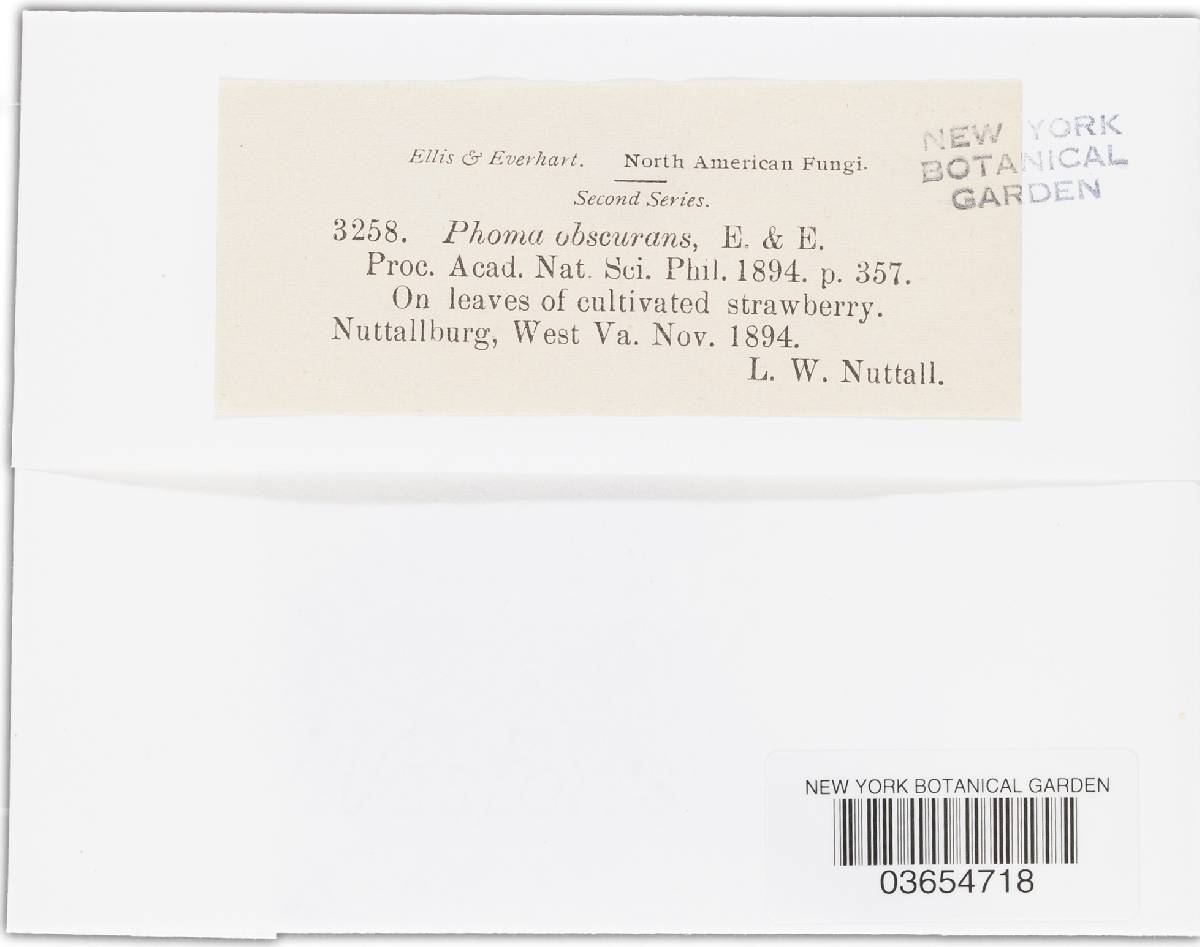 Ellis & Everhart. North American Fungi.
Second Series.
3258. Phoma obscurans, E. & E.
Proc. Acad. Nat. Sci. Phil. 1894. p. 357.
On leaves of cultivated strawberry.
Nuttallburg, West Va. Nov. 1894.
L. W. Nuttall.
NEW YORK
BOTANICAL
GARDEN
NEW YORK BOTANICAL GARDEN
03654718